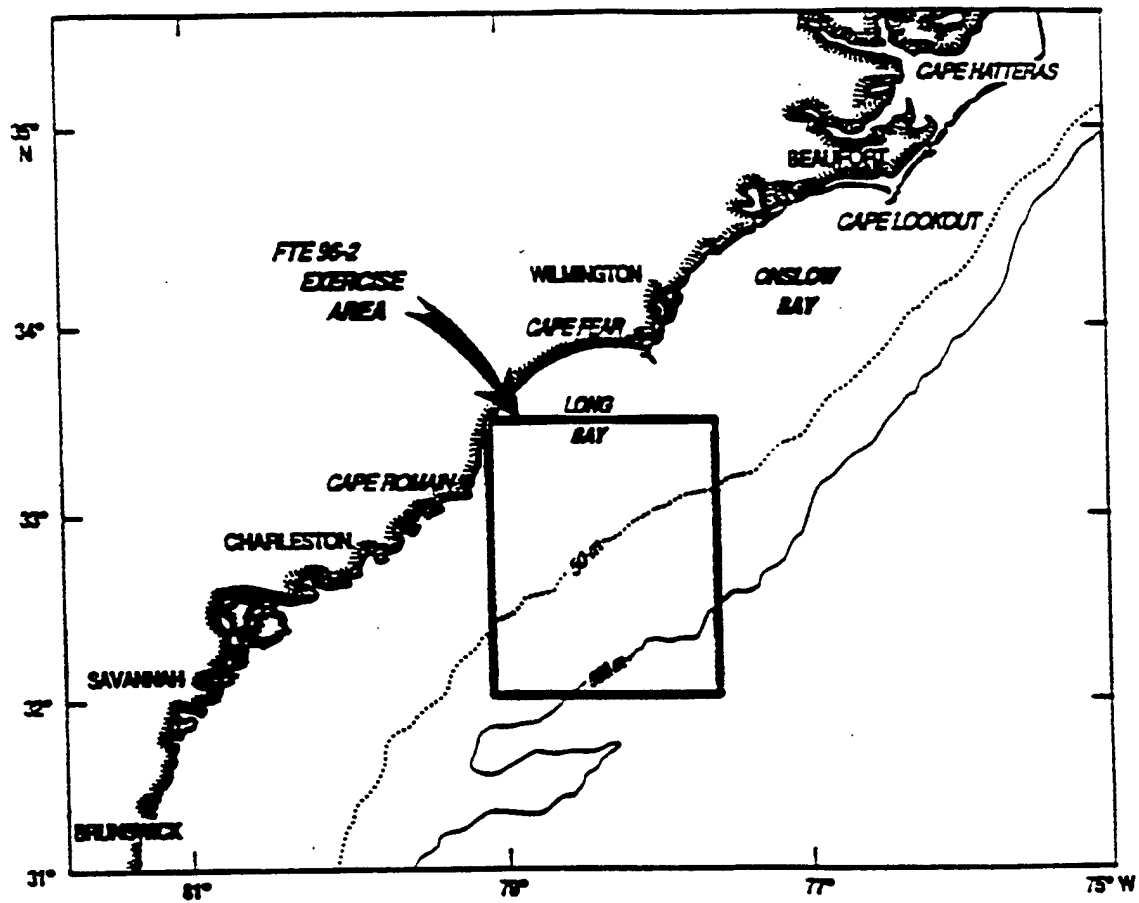 CAPE HATTERAS
35°
N
BEAUFORT
CAPE LOOKOUT
FTE 96-2
EXERCISE
AREA
WILMINGTON
ONSLOW
BAY
34°
CAPE FEAR
LONG
BAY
CAPE ROMAIN
33°
CHARLESTON
50 m
SAVANNAH
32°
BRUNSWICK
31°
81°
79°
77°
75° W